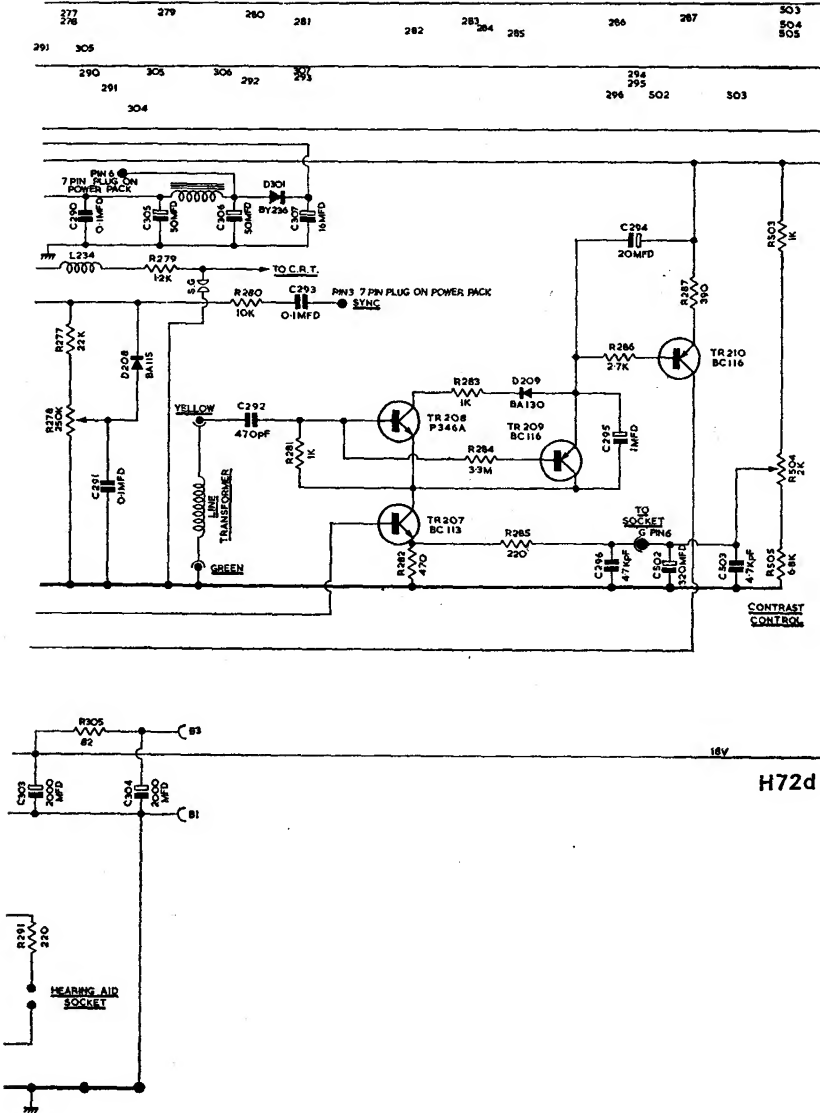 277 279 280 281 282 283 284 285 286 287 503
278 504
505
291 305
290 305 306 307 294
291 292 293 295
304 296 502 503
PIN 6
7 PIN PLUG ON
POWER PACK
C290
0·1MFD
C305
50MFD
C306
50MFD
D301
BY236
C307
16MFD
L234
R279
1·2K
TO C.R.T.
S.G
R280
10K
C293
0·1MFD
PIN3 7 PIN PLUG ON POWER PACK
SYNC
C294
20MFD
R287
390
R503
1K
R277
22K
D208
BA115
R278
250K
C291
0·1MFD
YELLOW
C292
470pF
R281
1K
LINE
TRANSFORMER
GREEN
TR208
P346A
R283
1K
D209
BA130
R284
3·3M
TR209
BC116
C295
1MFD
R286
2·7K
TR210
BC116
TR207
BC113
R282
470
R285
220
TO
SOCKET
G PIN6
C296
47KpF
C502
320MFD
C503
4·7KpF
R504
2K
R505
6·8K
CONTRAST
CONTROL
R305
82
B3
C303
2000
MFD
C304
2000
MFD
B1
18V
H72d
R291
220
HEARING AID
SOCKET